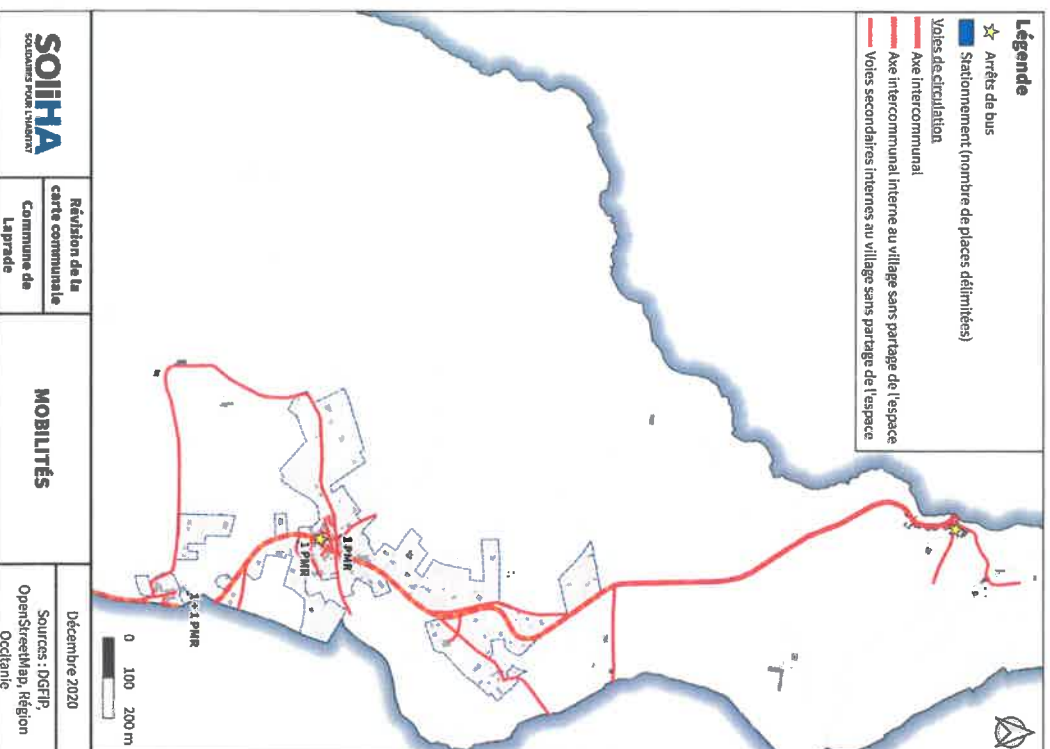 Légende
Arrêts de bus
Stationnement (nombre de places délimitées)
Voies de circulation
Axe intercommunal
Axe intercommunal interne au village sans partage de l'espace
Voies secondaires internes au village sans partage de l'espace
1 PMR
1 PMR
1 + 1 PMR
0 100 200 m
SOliHA
SOLIDAIRES POUR L'HABITAT
Révision de la
carte communale
Commune de
Laprade
MOBILITÉS
Décembre 2020
Sources : DGFiP,
OpenStreetMap, Région
Occitanie